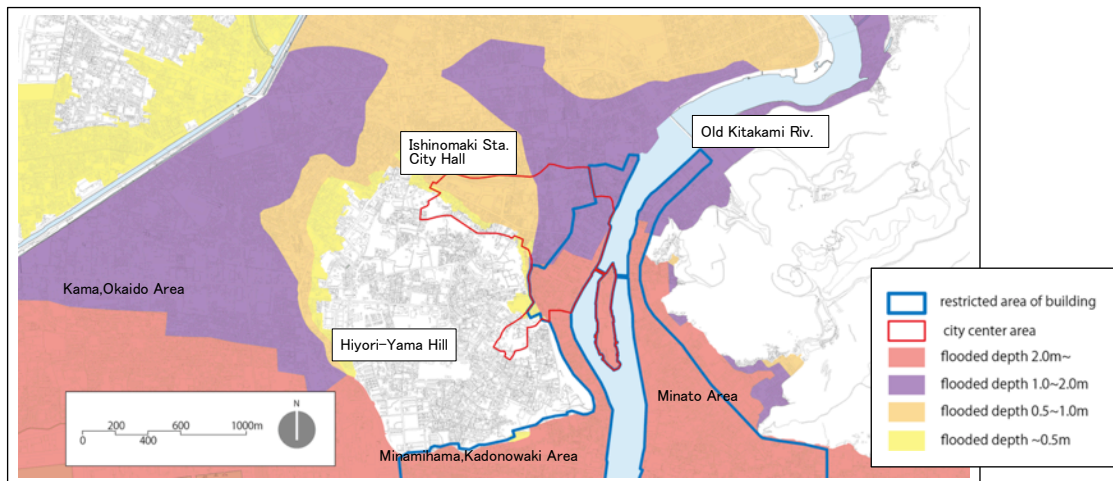 Old Kitakami Riv.
Ishinomaki Sta.
City Hall
Kama,Okaido Area
Hiyori-Yama Hill
Minato Area
Minamihama,Kadonowaki Area
N
0 200 400 600 1000m
restricted area of building
city center area
flooded depth 2.0m~
flooded depth 1.0~2.0m
flooded depth 0.5~1.0m
flooded depth ~0.5m